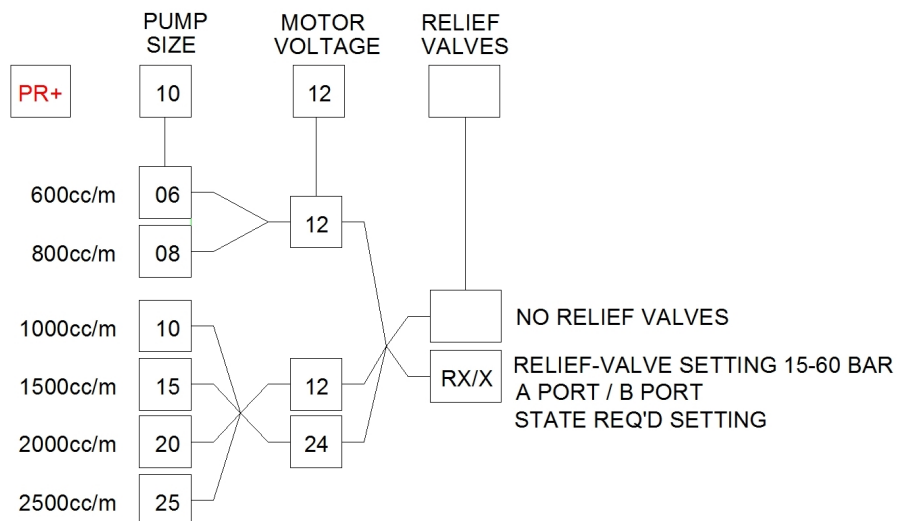 PUMP SIZE
MOTOR VOLTAGE
RELIEF VALVES
PR+
10
12
600cc/m
06
800cc/m
08
12
1000cc/m
10
1500cc/m
15
2000cc/m
20
2500cc/m
25
12
24
NO RELIEF VALVES
RX/X
RELIEF-VALVE SETTING 15-60 BAR
A PORT / B PORT
STATE REQ'D SETTING